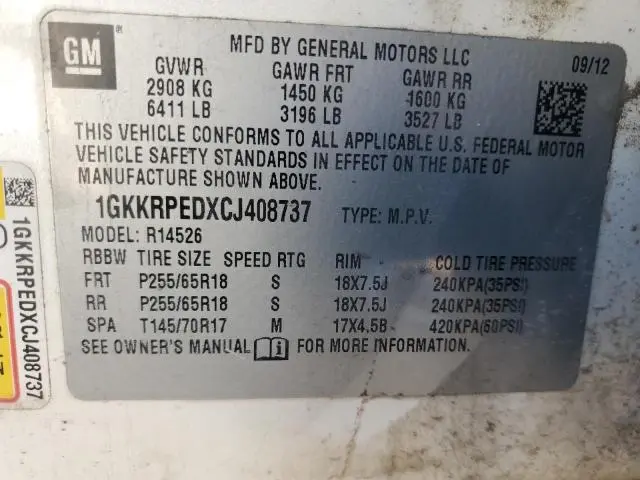 GM
MFD BY GENERAL MOTORS LLC
09/12
GVWR GAWR FRT GAWR RR
2908 KG 1450 KG 1600 KG
6411 LB 3196 LB 3527 LB
THIS VEHICLE CONFORMS TO ALL APPLICABLE U.S. FEDERAL MOTOR
VEHICLE SAFETY STANDARDS IN EFFECT ON THE DATE OF
MANUFACTURE SHOWN ABOVE.
1GKKRPEDXCJ408737 TYPE: M.P.V.
MODEL: R14526
RBBW TIRE SIZE SPEED RTG RIM COLD TIRE PRESSURE
FRT P255/65R18 S 18X7.5J 240KPA(35PSI)
RR P255/65R18 S 18X7.5J 240KPA(35PSI)
SPA T145/70R17 M 17X4.5B 420KPA(60PSI)
SEE OWNER'S MANUAL FOR MORE INFORMATION.
1GKKRPEDXCJ408737